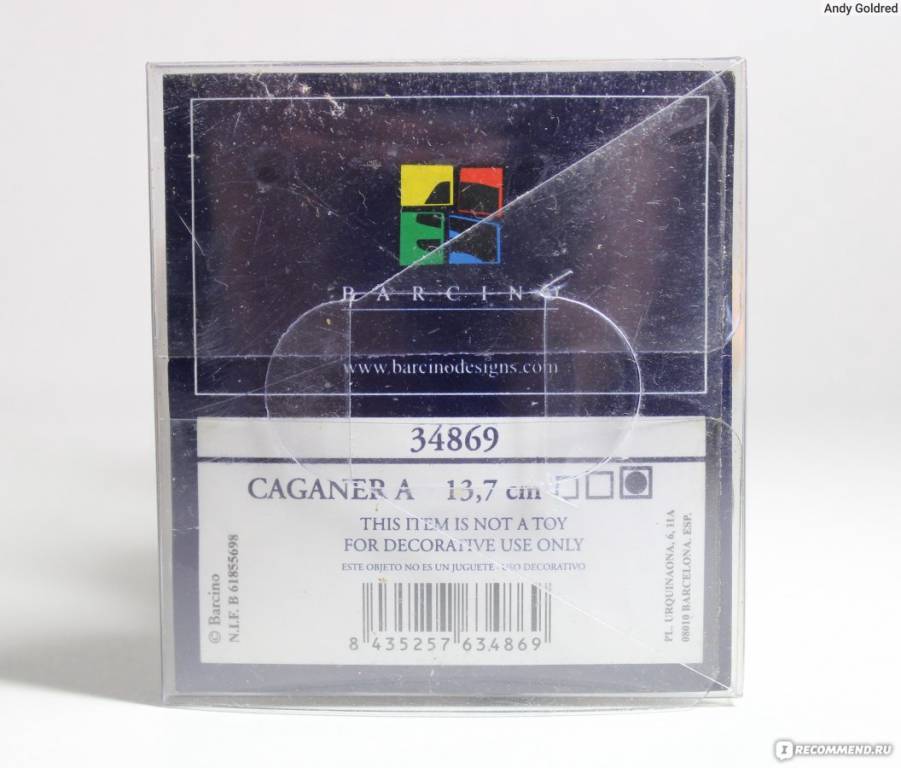 Andy Goldred
BARCINO
www.barcinodesigns.com
34869
CAGANER A 13,7 cm
THIS ITEM IS NOT A TOY
FOR DECORATIVE USE ONLY
ESTE OBJETO NO ES UN JUGUETE - USO DECORATIVO
8 435257 634869
© Barcino
N.I.F. B 61855698
PL. URQUINAONA, 6, 11A
08010 BARCELONA. ESP.
IRECOMMEND.RU